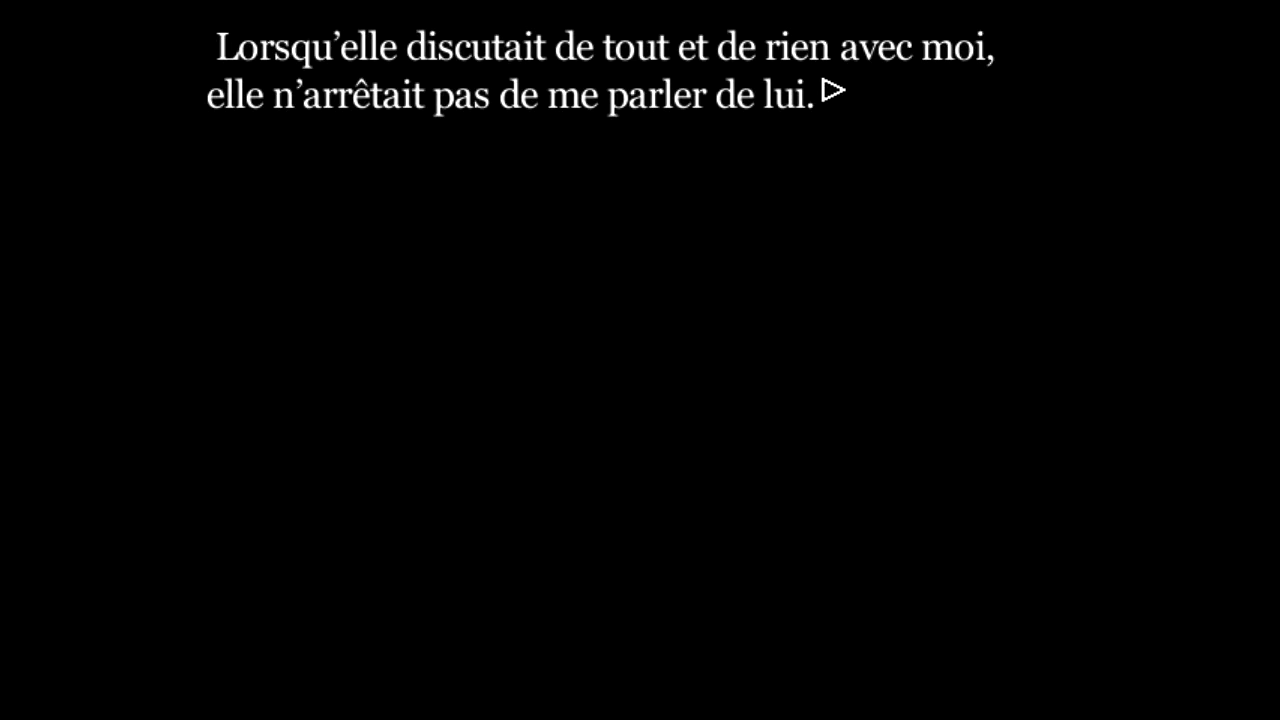 Lorsqu’elle discutait de tout et de rien avec moi,
elle n’arrêtait pas de me parler de lui.